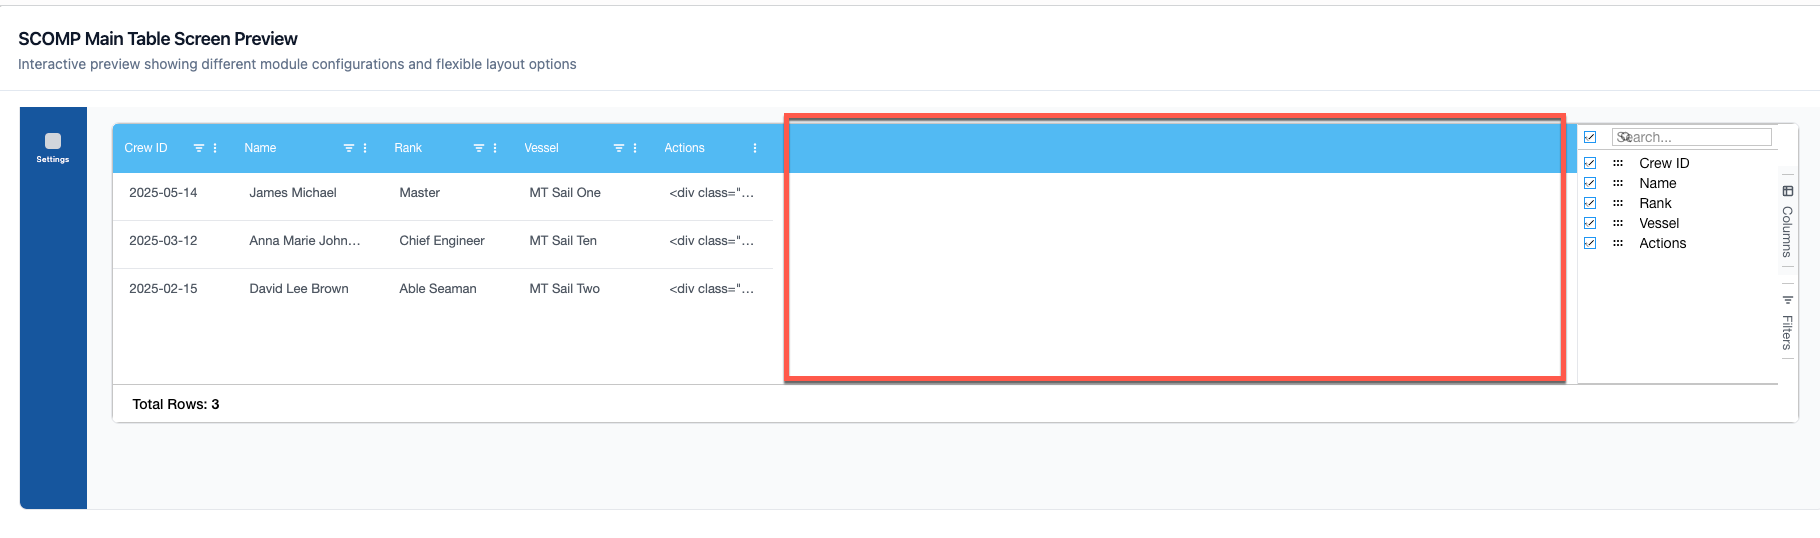 SCOMP Main Table Screen Preview
Interactive preview showing different module configurations and flexible layout options
Settings
Crew ID Name Rank Vessel Actions
2025-05-14 James Michael Master MT Sail One <div class="...
2025-03-12 Anna Marie John... Chief Engineer MT Sail Ten <div class="...
2025-02-15 David Lee Brown Able Seaman MT Sail Two <div class="...
Total Rows: 3
Search...
Crew ID
Name
Rank
Vessel
Actions
Columns
Filters